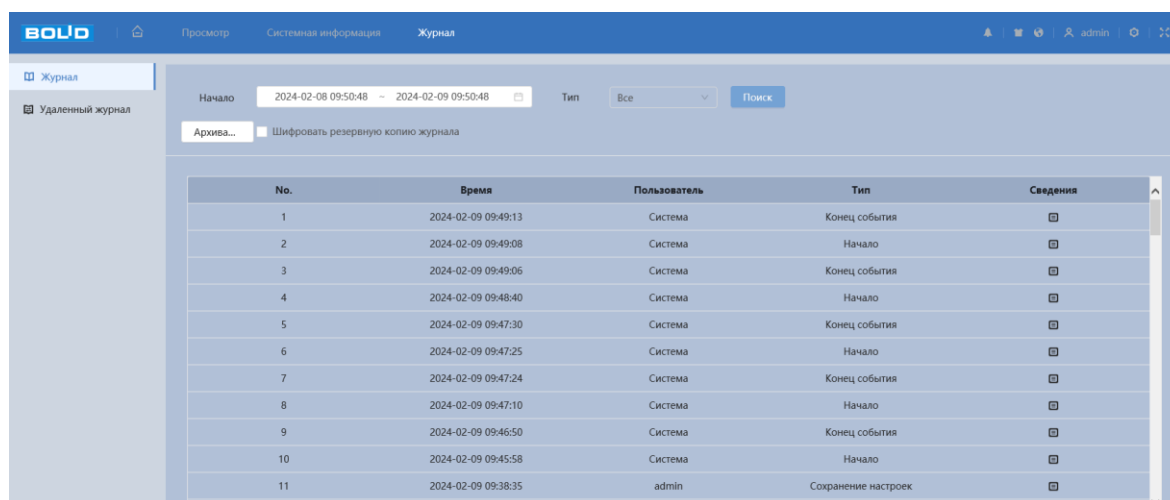 BOLID Просмотр Системная информация Журнал admin
Журнал
Удаленный журнал
Начало 2024-02-08 09:50:48 ~ 2024-02-09 09:50:48 Тип Все Поиск
Архива... Шифровать резервную копию журнала
No. Время Пользователь Тип Сведения
1 2024-02-09 09:49:13 Система Конец события
2 2024-02-09 09:49:08 Система Начало
3 2024-02-09 09:49:06 Система Конец события
4 2024-02-09 09:48:40 Система Начало
5 2024-02-09 09:47:30 Система Конец события
6 2024-02-09 09:47:25 Система Начало
7 2024-02-09 09:47:24 Система Конец события
8 2024-02-09 09:47:10 Система Начало
9 2024-02-09 09:46:50 Система Конец события
10 2024-02-09 09:45:58 Система Начало
11 2024-02-09 09:38:35 admin Сохранение настроек